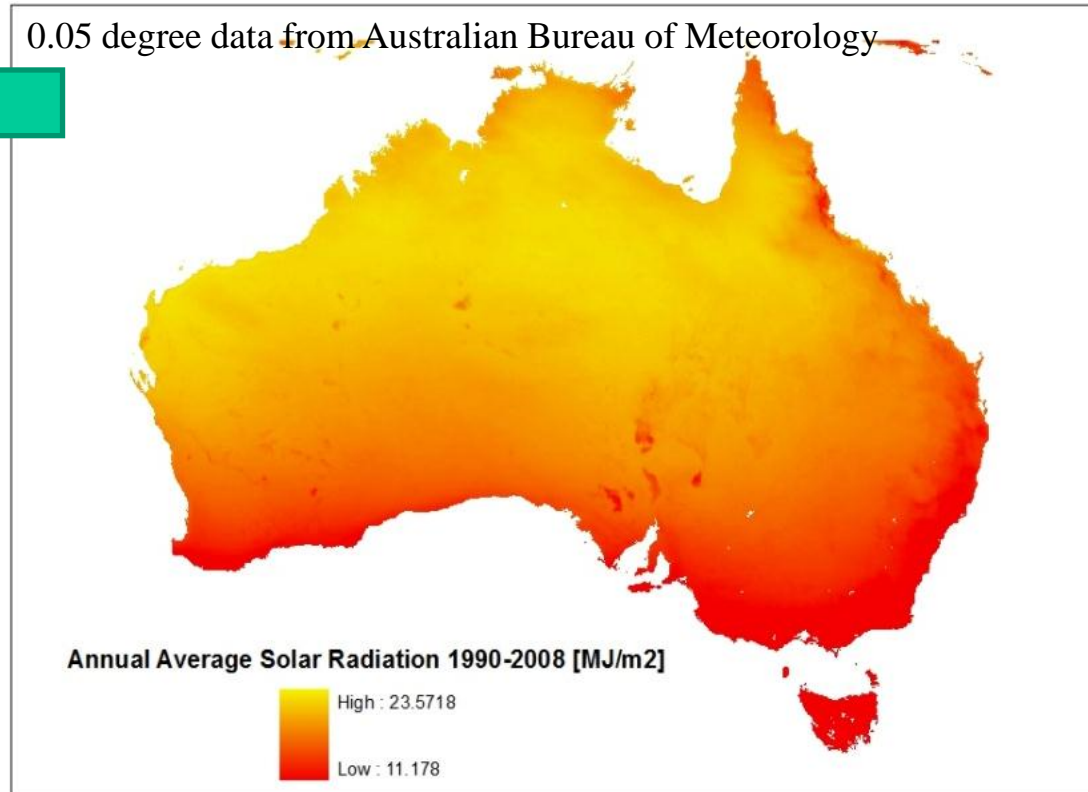 0.05 degree data from Australian Bureau of Meteorology
Annual Average Solar Radiation 1990-2008 [MJ/m2]
High : 23.5718
Low : 11.178